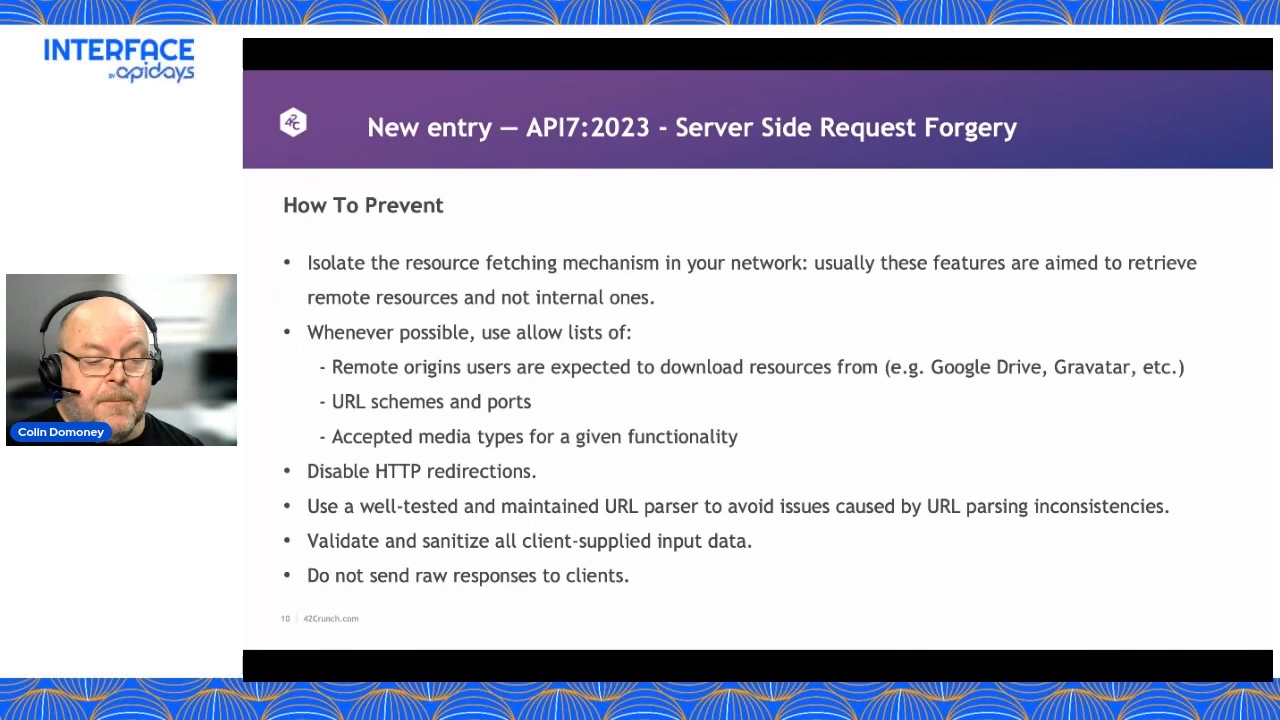 INTERFACE
BY apidays
42C
New entry — API7:2023 - Server Side Request Forgery
How To Prevent
• Isolate the resource fetching mechanism in your network: usually these features are aimed to retrieve
remote resources and not internal ones.
• Whenever possible, use allow lists of:
- Remote origins users are expected to download resources from (e.g. Google Drive, Gravatar, etc.)
- URL schemes and ports
- Accepted media types for a given functionality
• Disable HTTP redirections.
• Use a well-tested and maintained URL parser to avoid issues caused by URL parsing inconsistencies.
• Validate and sanitize all client-supplied input data.
• Do not send raw responses to clients.
10 | 42Crunch.com
Colin Domoney